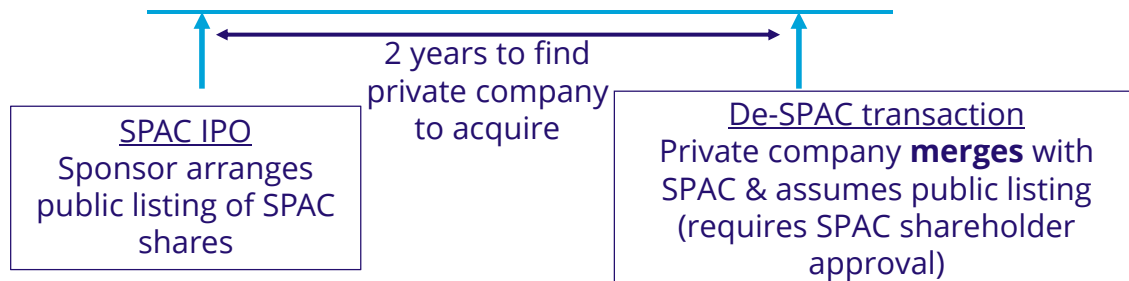 2 years to find
private company
to acquire
SPAC IPO
Sponsor arranges
public listing of SPAC
shares
De-SPAC transaction
Private company merges with
SPAC & assumes public listing
(requires SPAC shareholder
approval)